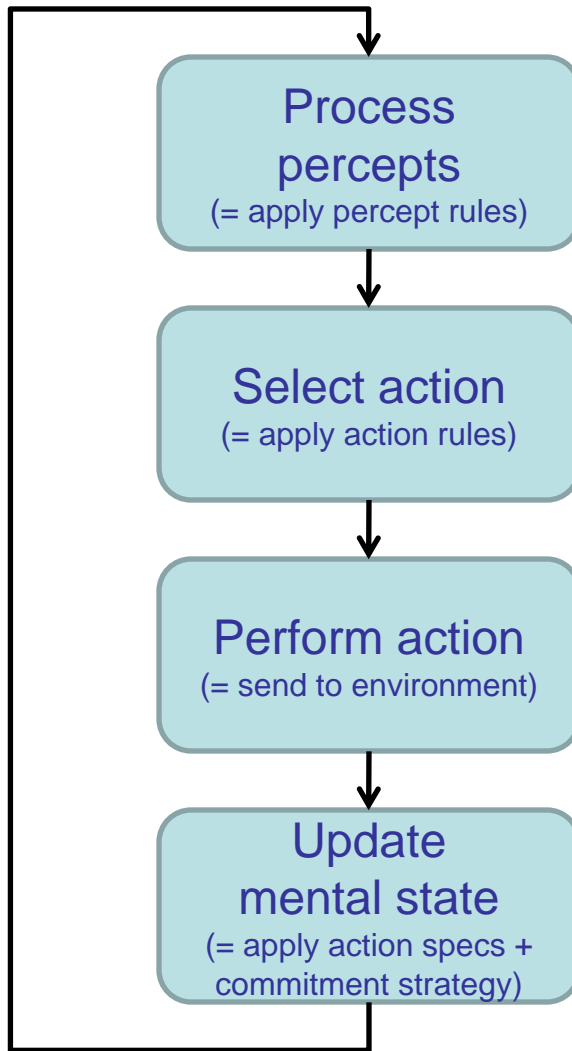 Process
percepts
(= apply percept rules)
Select action
(= apply action rules)
Perform action
(= send to environment)
Update
mental state
(= apply action specs +
commitment strategy)